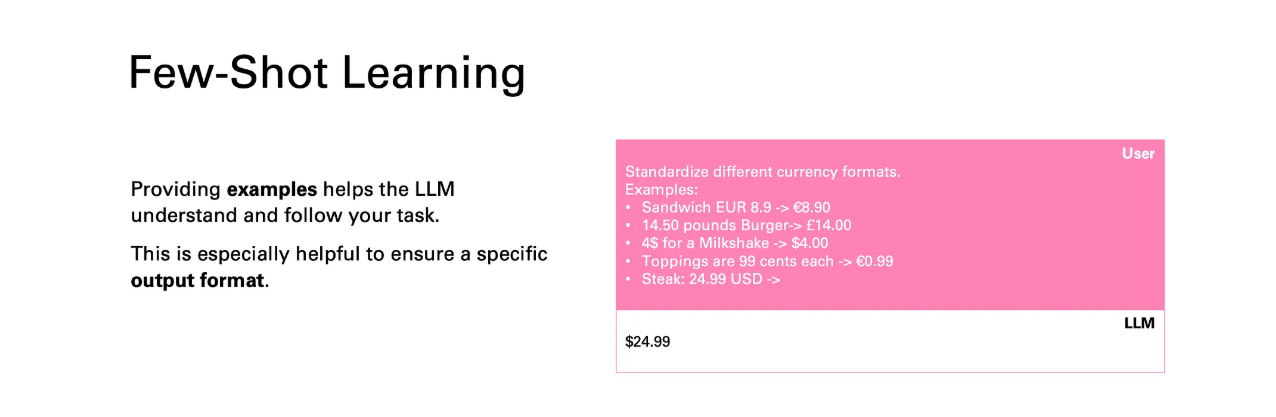 Few-Shot Learning
Providing examples helps the LLM
understand and follow your task.
This is especially helpful to ensure a specific
output format.
User
Standardize different currency formats.
Examples:
• Sandwich EUR 8.9 -> €8.90
• 14.50 pounds Burger-> £14.00
• 4$ for a Milkshake -> $4.00
• Toppings are 99 cents each -> €0.99
• Steak: 24.99 USD ->
LLM
$24.99